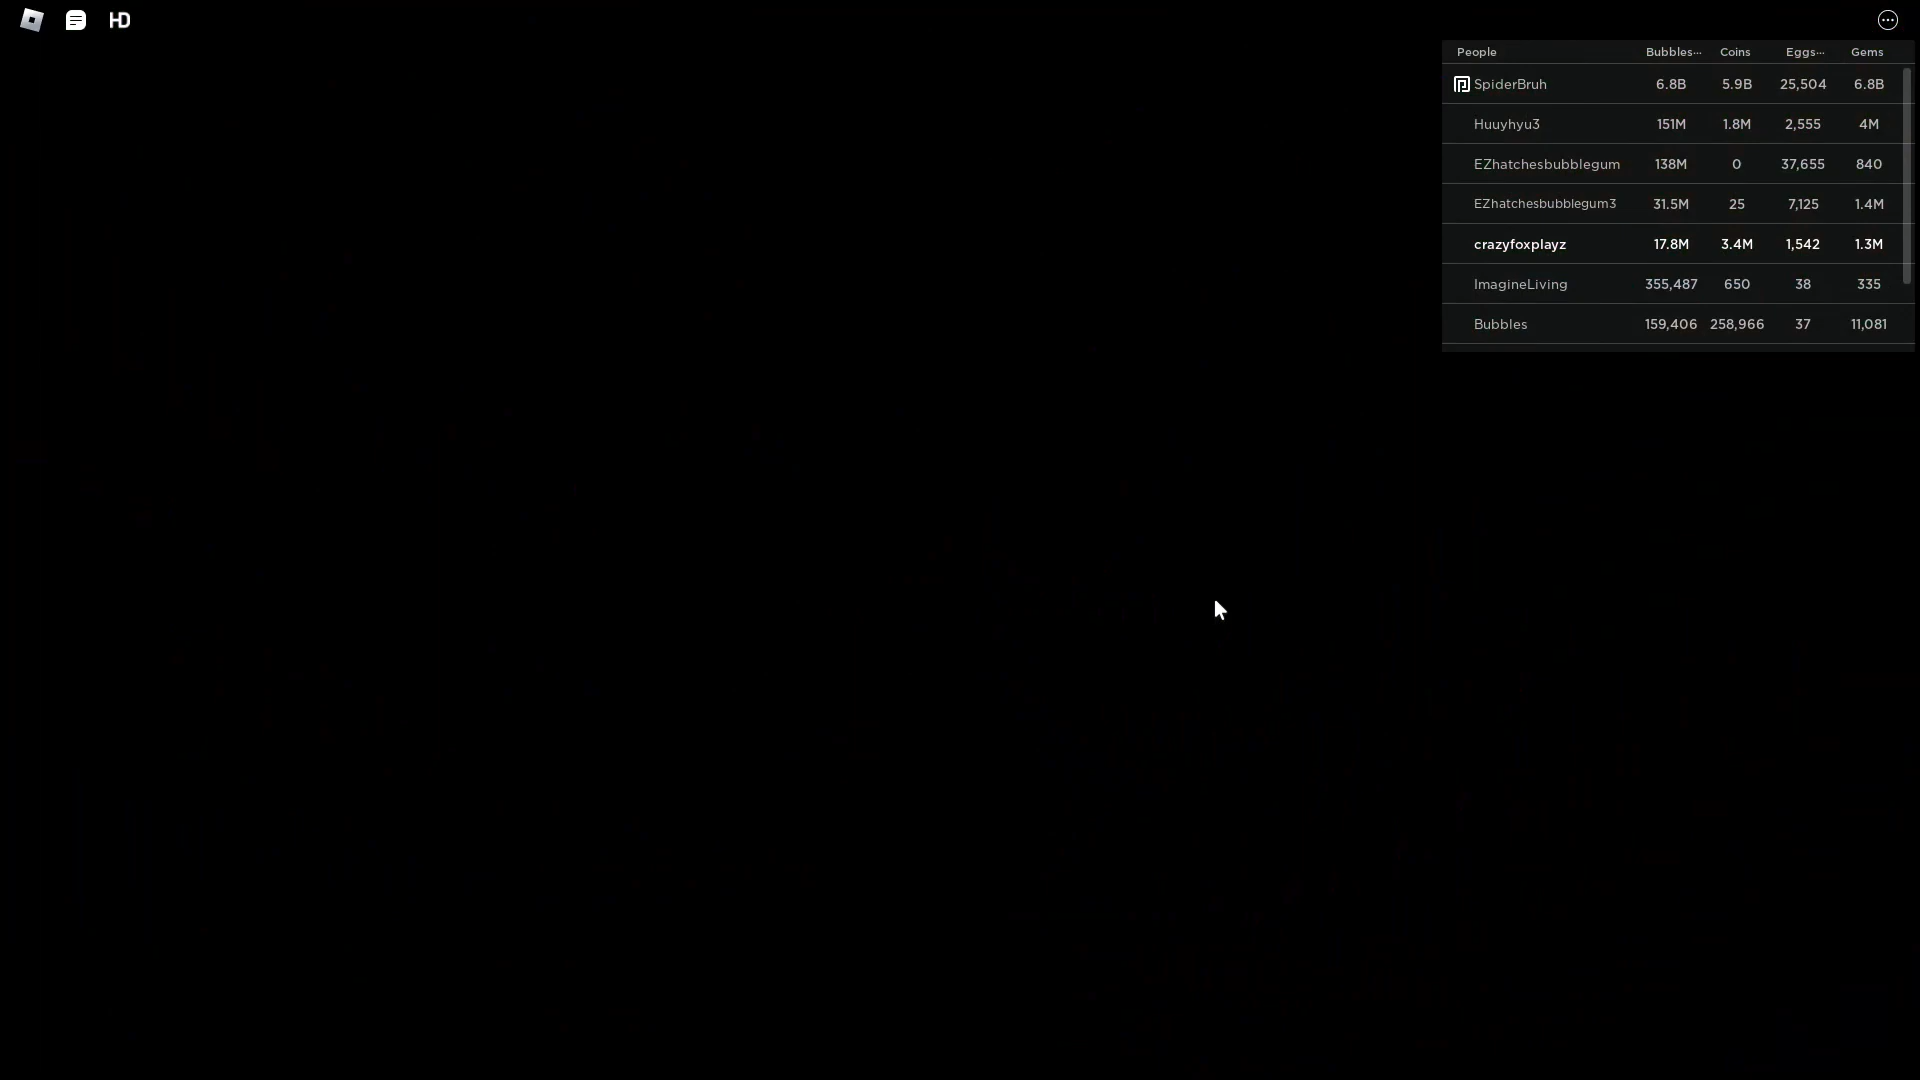 HD
People Bubbles... Coins Eggs... Gems
SpiderBruh 6.8B 5.9B 25,504 6.8B
Huuyhyu3 151M 1.8M 2,555 4M
EZhatchesbubblegum 138M 0 37,655 840
EZhatchesbubblegum3 31.5M 25 7,125 1.4M
crazyfoxplayz 17.8M 3.4M 1,542 1.3M
ImagineLiving 355,487 650 38 335
Bubbles 159,406 258,966 37 11,081